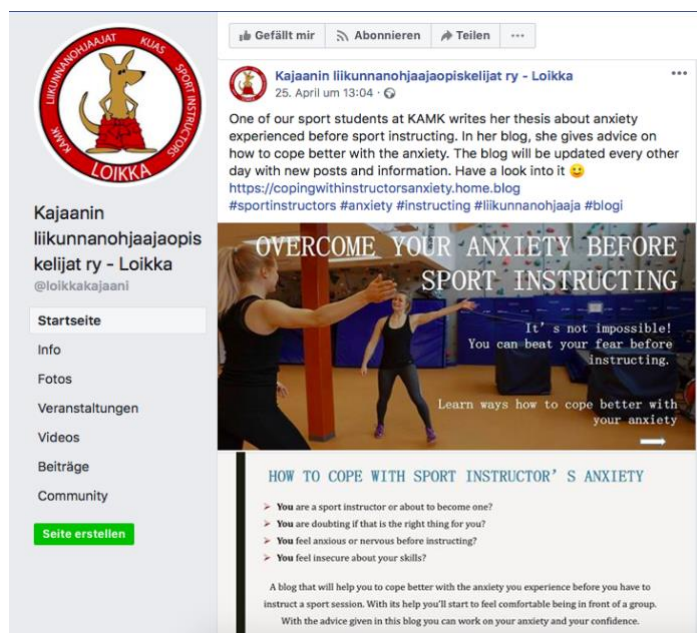 LIIKUNNANOHJAAJAT KUAS SPORT INSTRUCTORS
KAMK
LOIKKA
Kajaanin
liikunnanohjaajaopis
kelijat ry - Loikka
@loikkakajaani
Startseite
Info
Fotos
Veranstaltungen
Videos
Beiträge
Community
Seite erstellen
Gefällt mir
Abonnieren
Teilen
Kajaanin liikunnanohjaajaopiskelijat ry - Loikka
25. April um 13:04 ·
One of our sport students at KAMK writes her thesis about anxiety
experienced before sport instructing. In her blog, she gives advice on
how to cope better with the anxiety. The blog will be updated every other
day with new posts and information. Have a look into it 😀
https://copingwithinstructorsanxiety.home.blog
#sportinstructors #anxiety #instructing #liikunnanohjaaja #blogi
OVERCOME YOUR ANXIETY BEFORE
SPORT INSTRUCTING
It's not impossible!
You can beat your fear before
instructing.
Learn ways how to cope better with
your anxiety
HOW TO COPE WITH SPORT INSTRUCTOR'S ANXIETY
➢ You are a sport instructor or about to become one?
➢ You are doubting if that is the right thing for you?
➢ You feel anxious or nervous before instructing?
➢ You feel insecure about your skills?
A blog that will help you to cope better with the anxiety you experience before you have to
instruct a sport session. With its help you'll start to feel comfortable being in front of a group.
With the advice given in this blog you can work on your anxiety and your confidence.